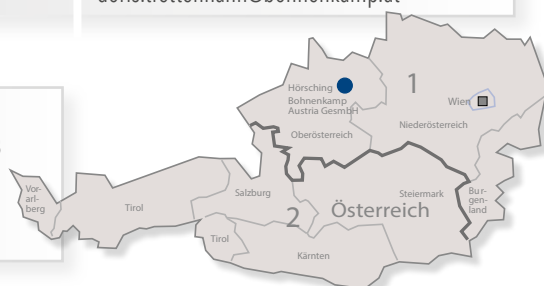 1
Hörsching
Bohnenkamp
Austria GesmbH
Wien
Oberösterreich
Niederösterreich
Vor-
arl-
berg
Tirol
Salzburg
2
Österreich
Steiermark
Bur-
gen-
land
Tirol
Kärnten